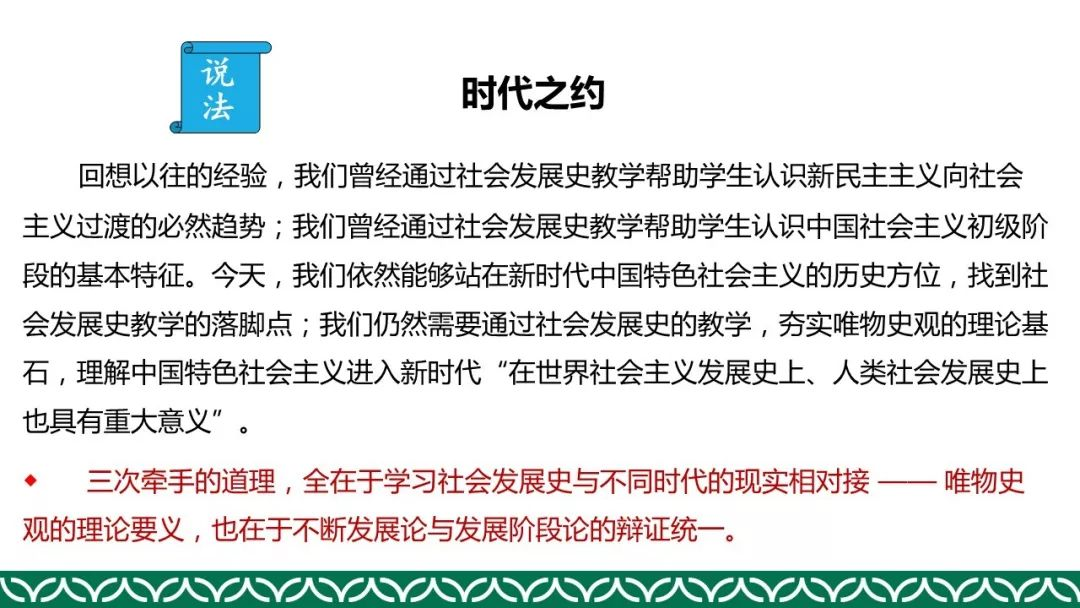 说
法
时代之约
回想以往的经验，我们曾经通过社会发展史教学帮助学生认识新民主主义向社会
主义过渡的必然趋势；我们曾经通过社会发展史教学帮助学生认识中国社会主义初级阶
段的基本特征。今天，我们依然能够站在新时代中国特色社会主义的历史方位，找到社
会发展史教学的落脚点；我们仍然需要通过社会发展史的教学，夯实唯物史观的理论基
石，理解中国特色社会主义进入新时代“在世界社会主义发展史上、人类社会发展史上
也具有重大意义”。
三次牵手的道理，全在于学习社会发展史与不同时代的现实相对接 —— 唯物史
观的理论要义，也在于不断发展论与发展阶段论的辩证统一。